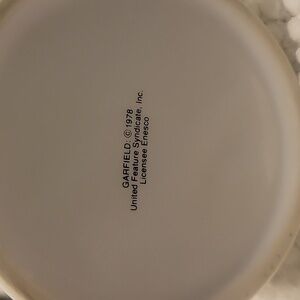 GARFIELD: © 1978
United Feature Syndicate, Inc.
Licensee Enesco